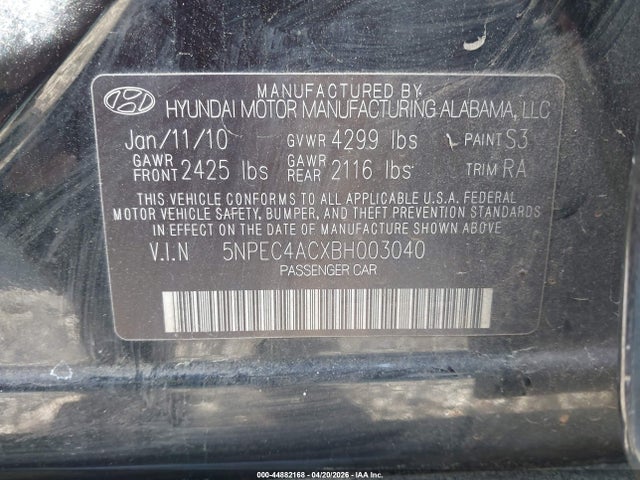 MANUFACTURED BY
HYUNDAI MOTOR MANUFACTURING ALABAMA, LLC
Jan/11/10 GVWR 4299 lbs PAINT S3
GAWR FRONT 2425 lbs GAWR REAR 2116 lbs TRIM RA
THIS VEHICLE CONFORMS TO ALL APPLICABLE U.S.A. FEDERAL
MOTOR VEHICLE SAFETY, BUMPER, AND THEFT PREVENTION STANDARDS
IN EFFECT ON THE DATE OF MANUFACTURE SHOWN ABOVE.
V.I.N 5NPEC4ACXBH003040
PASSENGER CAR
000-44882168 - 04/20/2026 - IAA Inc.